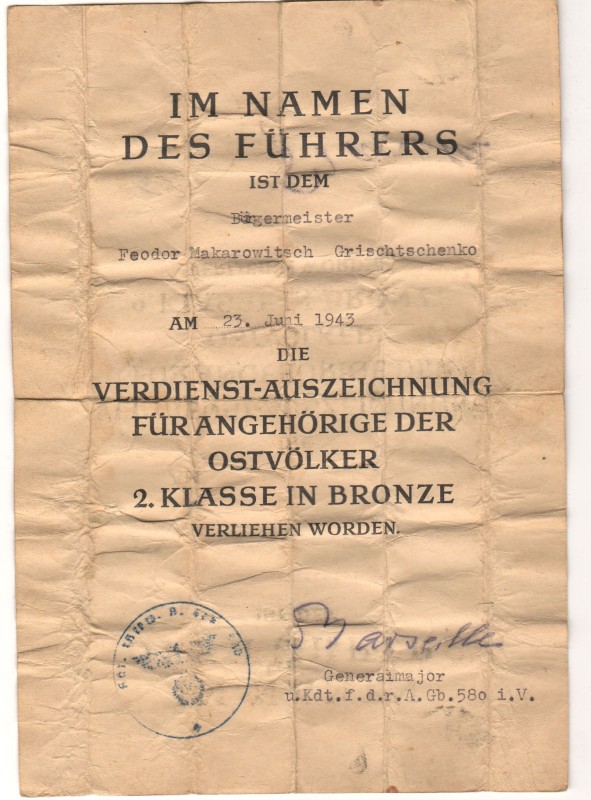 IM NAMEN
DES FÜHRERS
IST DEM
Bürgermeister
Feodor Makarowitsch Grischtschenko
AM 23. Juni 1943
DIE
VERDIENST-AUSZEICHNUNG
FÜR ANGEHÖRIGE DER
OSTVÖLKER
2. KLASSE IN BRONZE
VERLIEHEN WORDEN.
Marseille
Generalmajor
u.Kdt.f.d.r.A.Gb.580 i.V.